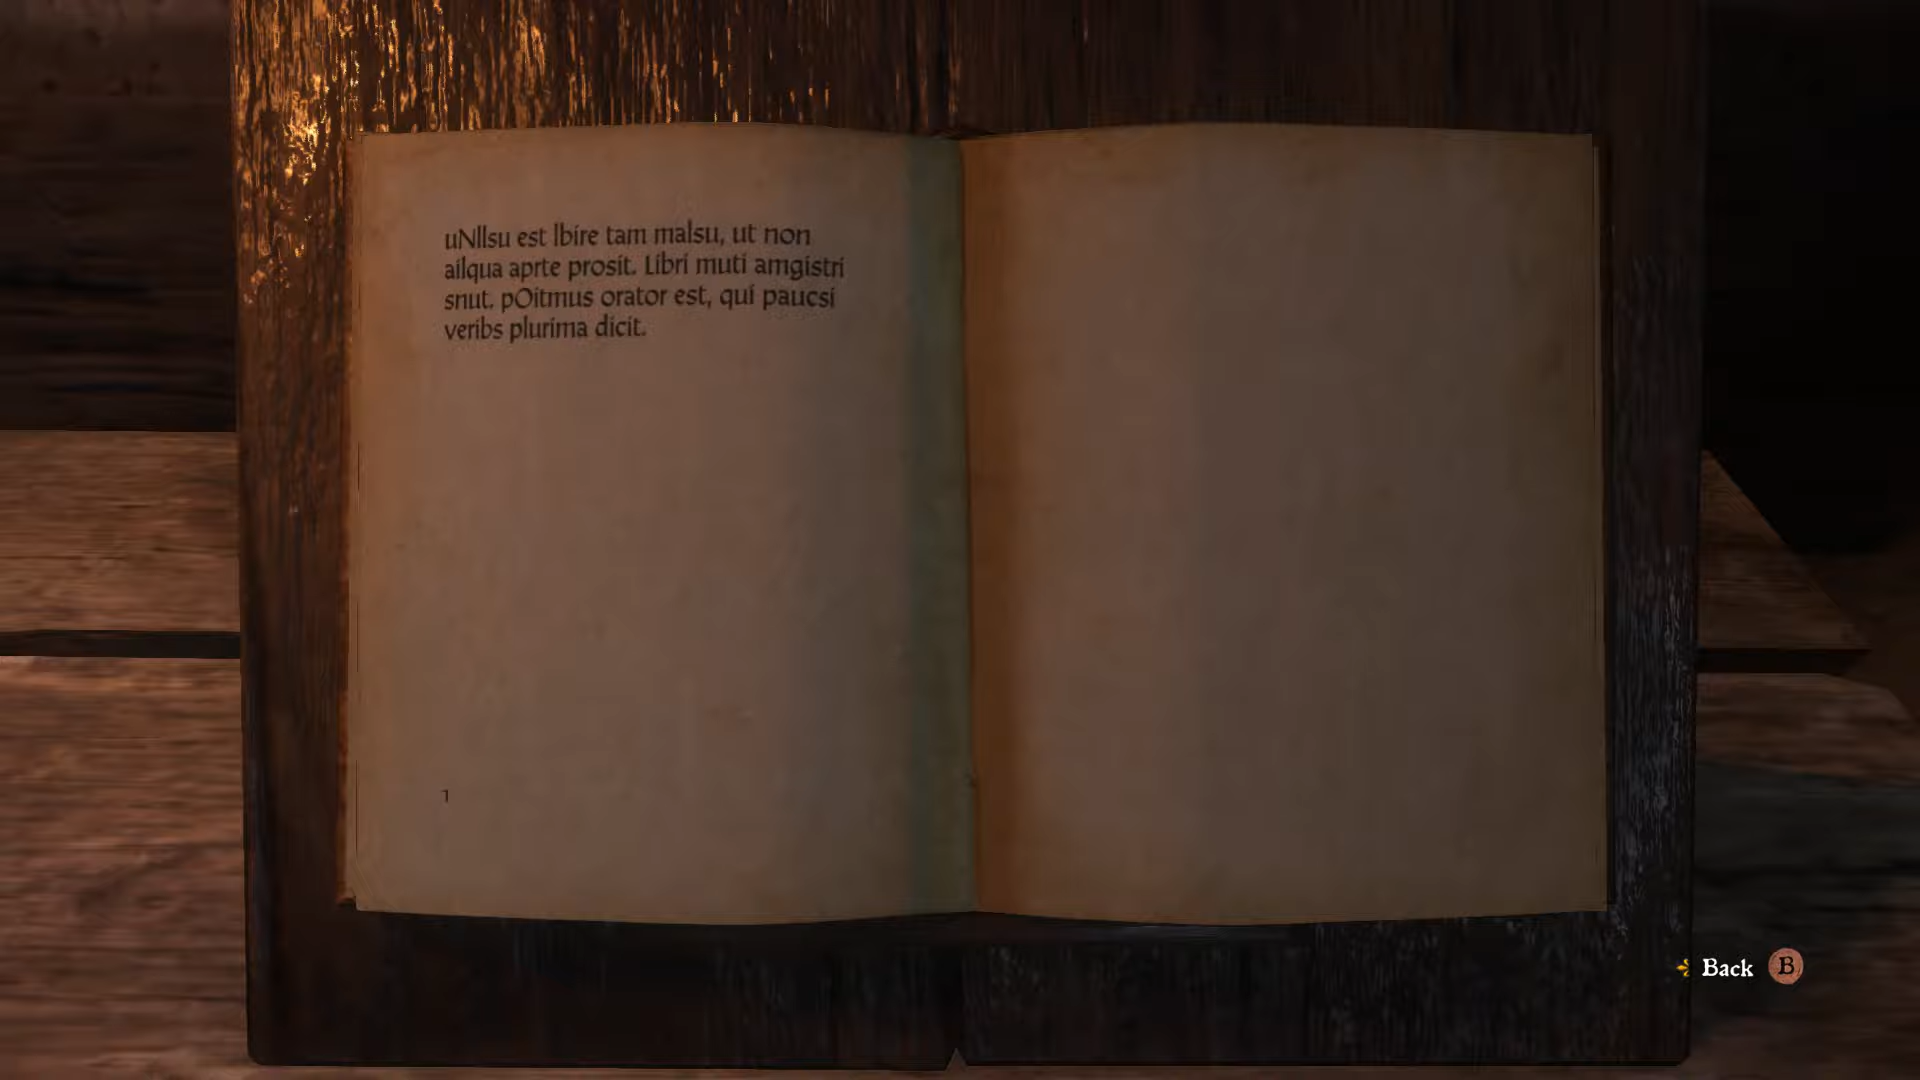 uNllsu est lbire tam malsu, ut non
ailqua aprte prosit. Libri muti amgistri
snut. pOitmus orator est, qui paucsi
veribs plurima dicit.
1
Back B